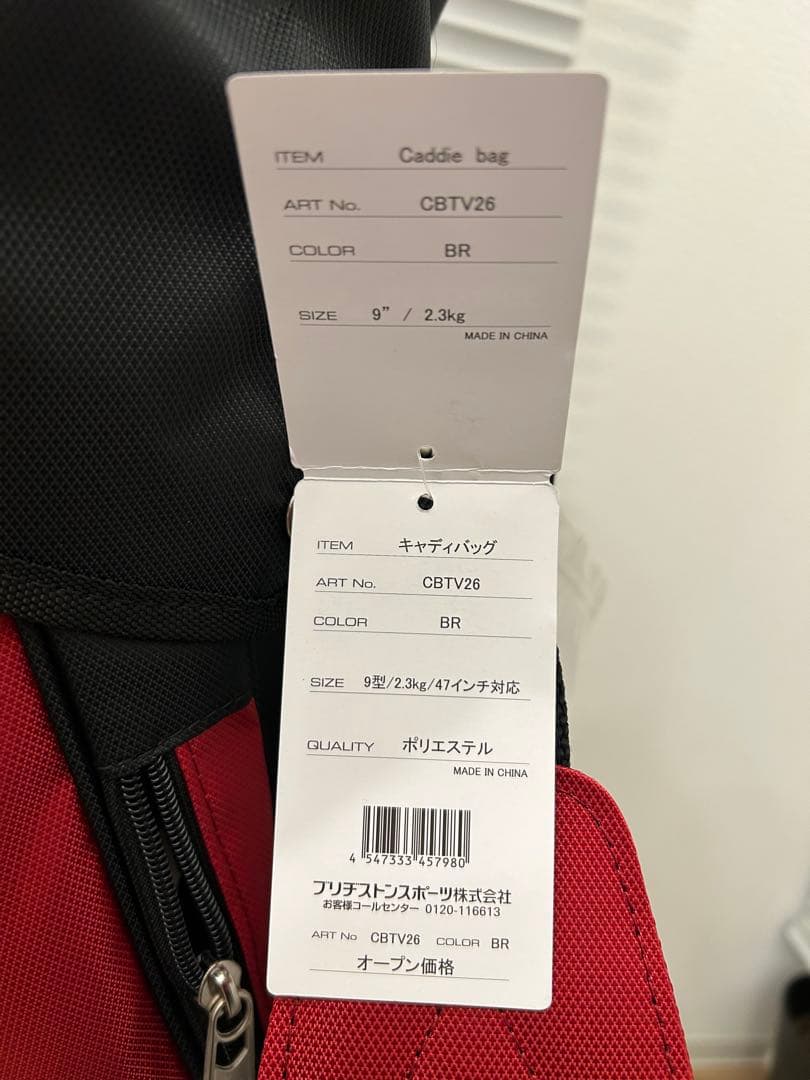 ITEM Caddie bag
ART No. CBTV26
COLOR BR
SIZE 9” / 2.3kg
MADE IN CHINA
ITEM キャディバッグ
ART No. CBTV26
COLOR BR
SIZE 9型/2.3kg/47インチ対応
QUALITY ポリエステル
MADE IN CHINA
4 547333 457980
ブリヂストンスポーツ株式会社
お客様コールセンター 0120-116613
ART No CBTV26 COLOR BR
オープン価格